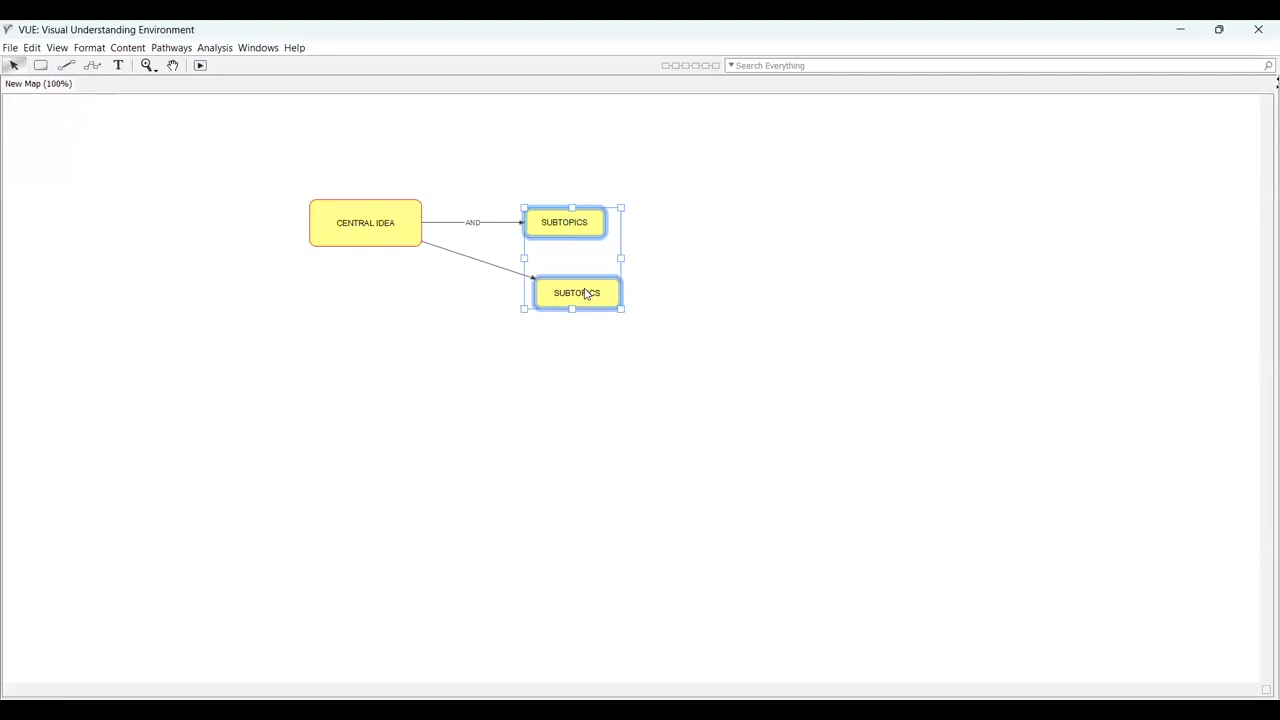 VUE: Visual Understanding Environment
File Edit View Format Content Pathways Analysis Windows Help
T
Search Everything
New Map (100%)
CENTRAL IDEA
AND
SUBTOPICS
SUBTOPICS